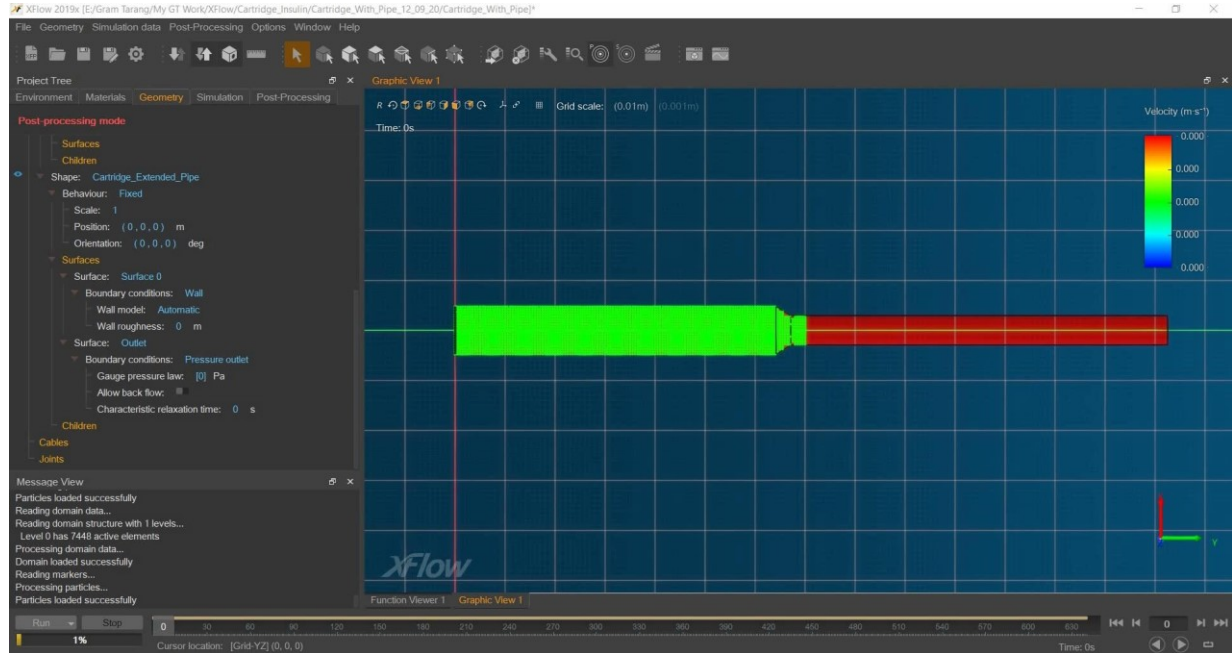 XFlow 2019x [E:/Gram Tarang/My GT Work/XFlow/Cartridge_Insulin/Cartridge_With_Pipe_12_09_20/Cartridge_With_Pipe]*
File Geometry Simulation data Post-Processing Options Window Help
Project Tree
Environment Materials Geometry Simulation Post-Processing
Post-processing mode
Surfaces
Children
Shape: Cartridge_Extended_Pipe
Behaviour: Fixed
Scale: 1
Position: (0,0,0) m
Orientation: (0,0,0) deg
Surfaces
Surface: Surface 0
Boundary conditions: Wall
Wall model: Automatic
Wall roughness: 0 m
Surface: Outlet
Boundary conditions: Pressure outlet
Gauge pressure law: [0] Pa
Allow back flow:
Characteristic relaxation time: 0 s
Children
Cables
Joints
Message View
Particles loaded successfully
Reading domain data...
Reading domain structure with 1 levels...
Level 0 has 7448 active elements
Processing domain data...
Domain loaded successfully
Reading markers...
Processing particles...
Particles loaded successfully
Graphic View 1
R Grid scale: (0.01m) (0.001m)
Time: 0s
Velocity (m·s⁻¹)
0.000
0.000
0.000
0.000
0.000
Y
XFlow
Function Viewer 1 Graphic View 1
Run Stop
1%
0 30 60 90 120 150 180 210 240 270 300 330 360 390 420 450 480 510 540 570 600 630
0
Cursor location: [Grid-YZ] (0, 0, 0)
Time: 0s